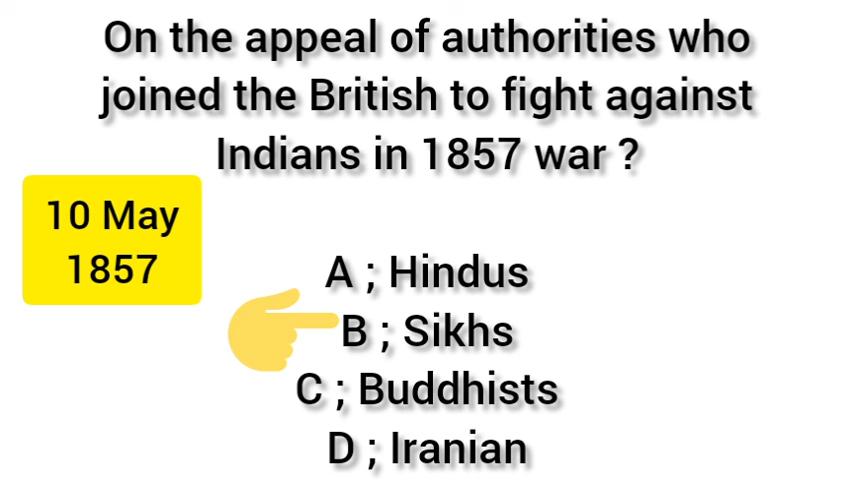 On the appeal of authorities who
joined the British to fight against
Indians in 1857 war ?
10 May
1857
A ; Hindus
B ; Sikhs
C ; Buddhists
D ; Iranian